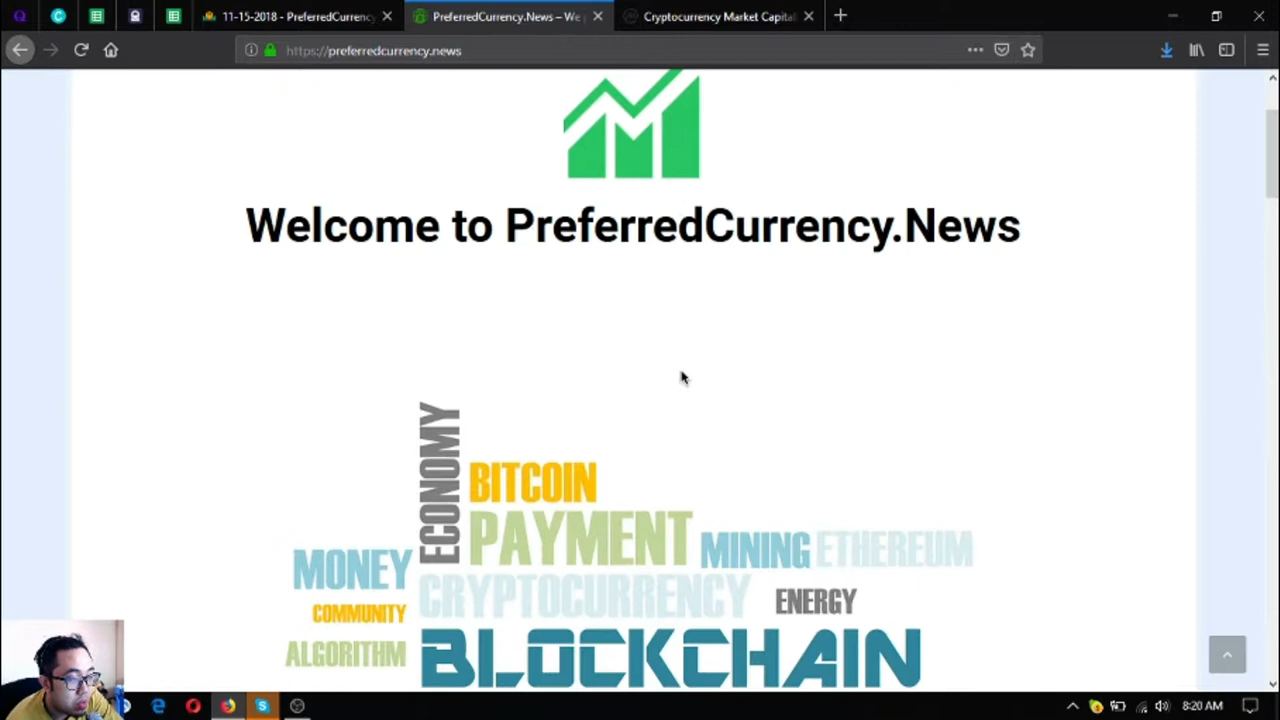 11-15-2018 - PreferredCurrency
PreferredCurrency.News – We
Cryptocurrency Market Capital
https://preferredcurrency.news
Welcome to PreferredCurrency.News
ECONOMY
BITCOIN
PAYMENT
MINING
ETHEREUM
MONEY
CRYPTOCURRENCY
ENERGY
COMMUNITY
ALGORITHM
BLOCKCHAIN
8:20 AM